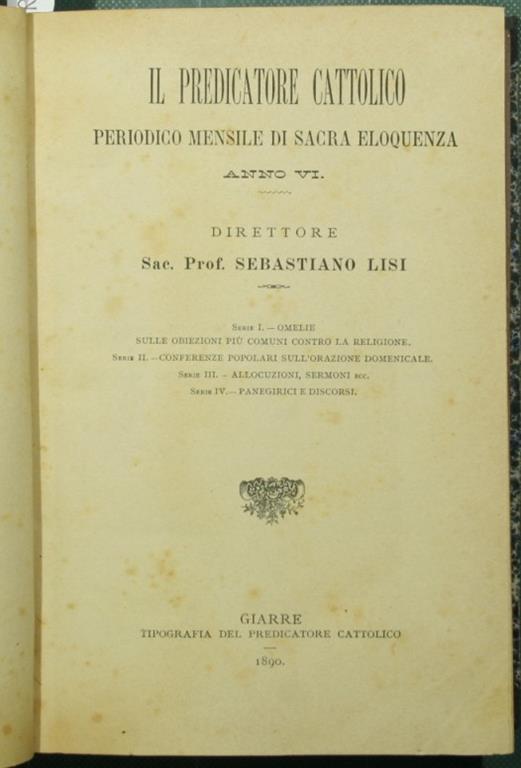 IL PREDICATORE CATTOLICO
PERIODICO MENSILE DI SACRA ELOQUENZA
ANNO VI.
DIRETTORE
Sac. Prof. SEBASTIANO LISI
SERIE I. — OMELIE
SULLE OBIEZIONI PIÙ COMUNI CONTRO LA RELIGIONE.
SERIE II. — CONFERENZE POPOLARI SULL'ORAZIONE DOMENICALE.
SERIE III. - ALLOCUZIONI, SERMONI ECC.
SERIE IV. — PANEGIRICI E DISCORSI.
GIARRE
TIPOGRAFIA DEL PREDICATORE CATTOLICO
1890.